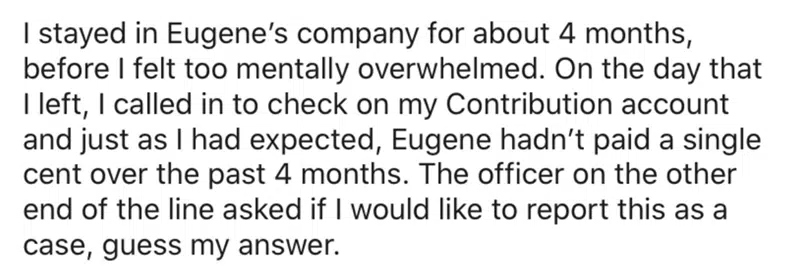 I stayed in Eugene’s company for about 4 months,
before I felt too mentally overwhelmed. On the day that
I left, I called in to check on my Contribution account
and just as I had expected, Eugene hadn’t paid a single
cent over the past 4 months. The officer on the other
end of the line asked if I would like to report this as a
case, guess my answer.